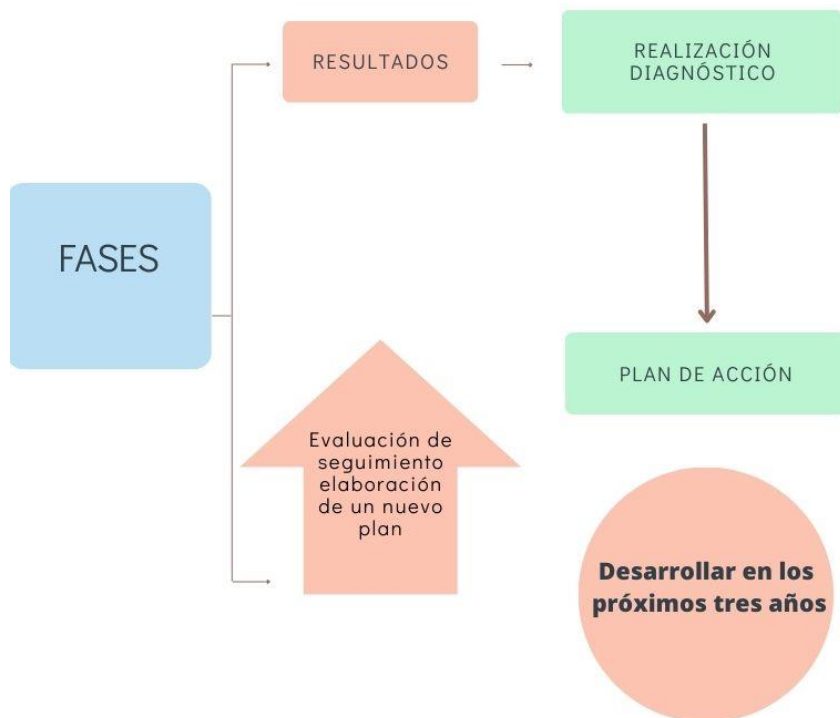 RESULTADOS
REALIZACIÓN
DIAGNÓSTICO
FASES
PLAN DE ACCIÓN
Evaluación de
seguimiento
elaboración
de un nuevo
plan
Desarrollar en los
próximos tres años